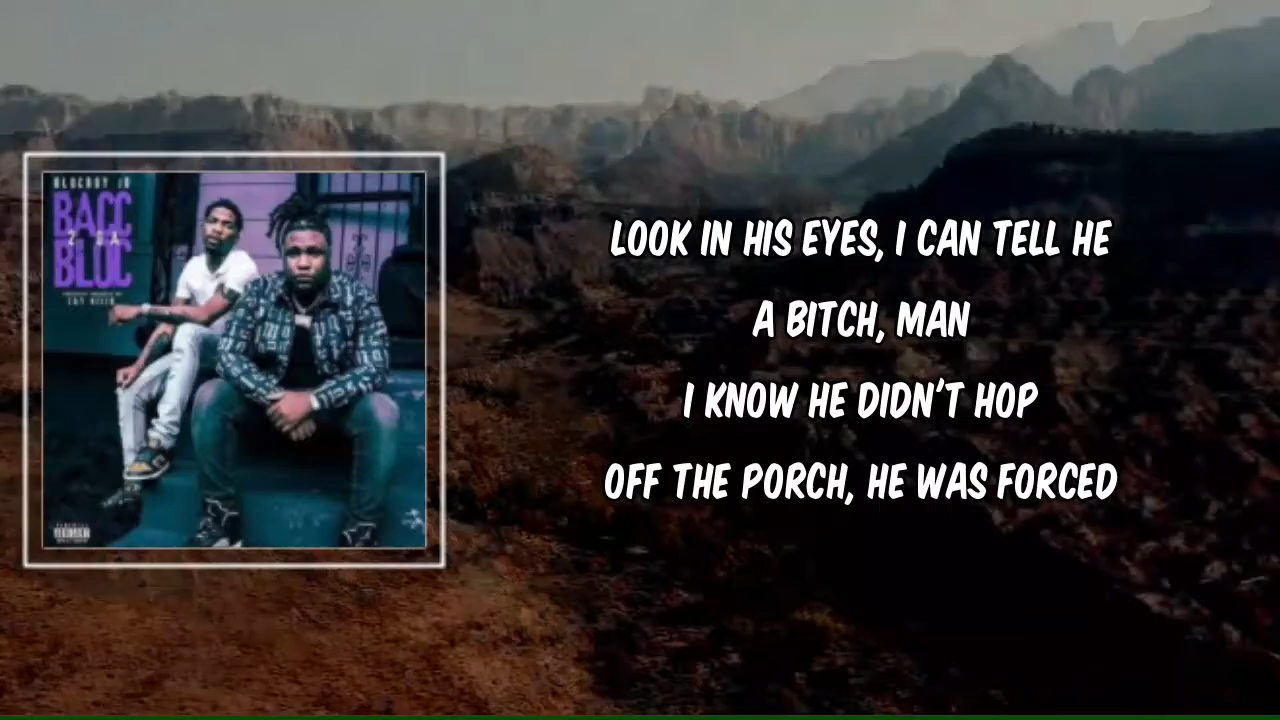 BLOCBOY JB
BACC
2 DA
BLOC
LOOK IN HIS EYES, I CAN TELL HE
A BITCH, MAN
I KNOW HE DIDN'T HOP
OFF THE PORCH, HE WAS FORCED